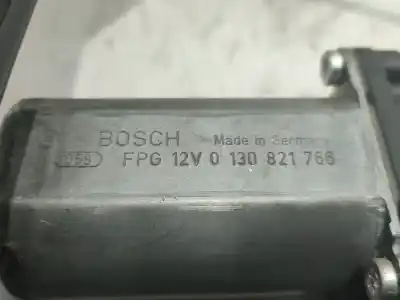 BOSCH Made in Germany
FPG 12V 0 130 821 766